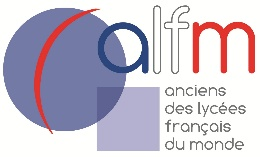 alfm
anciens
des lycées
français
du monde